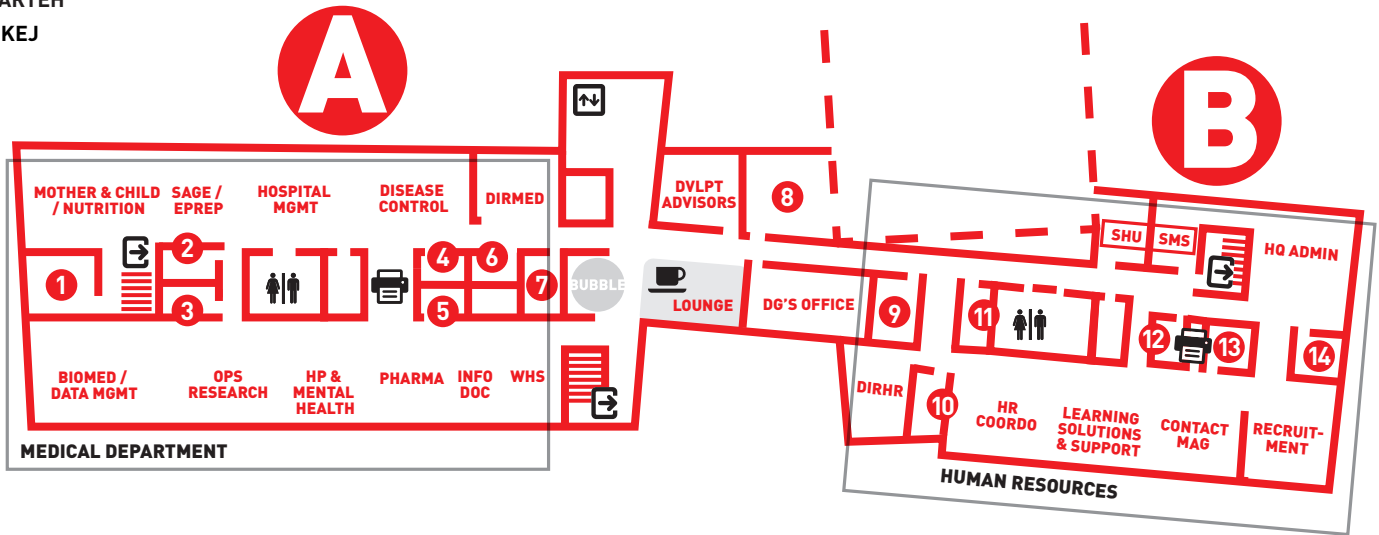 KEJ
A
B
MOTHER & CHILD
/ NUTRITION
SAGE /
EPREP
HOSPITAL
MGMT
DISEASE
CONTROL
DIRMED
DVLPT
ADVISORS
8
SHU
SMS
HQ ADMIN
1
2
3
4
5
6
7
BUBBLE
LOUNGE
DG'S OFFICE
9
11
12
13
14
BIOMED /
DATA MGMT
OPS
RESEARCH
HP &
MENTAL
HEALTH
PHARMA
INFO
DOC
WHS
DIRHR
10
HR
COORDO
LEARNING
SOLUTIONS
& SUPPORT
CONTACT
MAG
RECRUIT-
MENT
MEDICAL DEPARTMENT
HUMAN RESOURCES